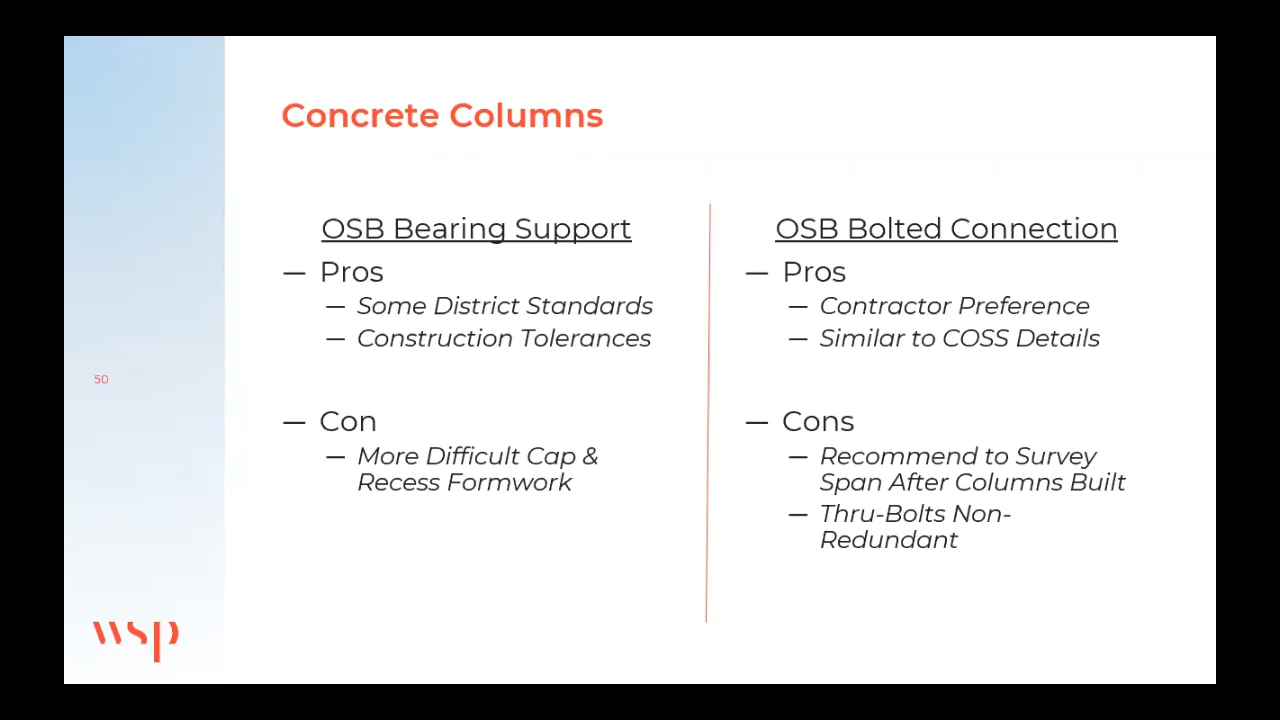 Concrete Columns
OSB Bearing Support
— Pros
— Some District Standards
— Construction Tolerances
— Con
— More Difficult Cap &
Recess Formwork
OSB Bolted Connection
— Pros
— Contractor Preference
— Similar to COSS Details
— Cons
— Recommend to Survey
Span After Columns Built
— Thru-Bolts Non-
Redundant
50
wsp